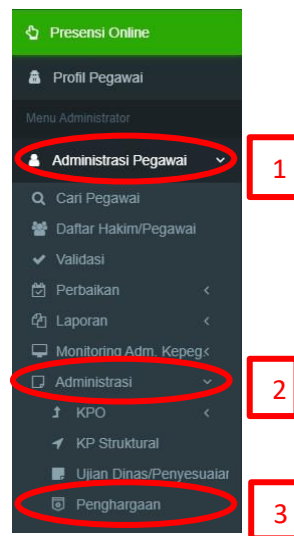 Presensi Online
Profil Pegawai
Menu Administrator
Administrasi Pegawai
1
Cari Pegawai
Daftar Hakim/Pegawai
Validasi
Perbaikan
Laporan
Monitoring Adm. Kepeg
Administrasi
2
KPO
KP Struktural
Ujian Dinas/Penyesuaian
Penghargaan
3